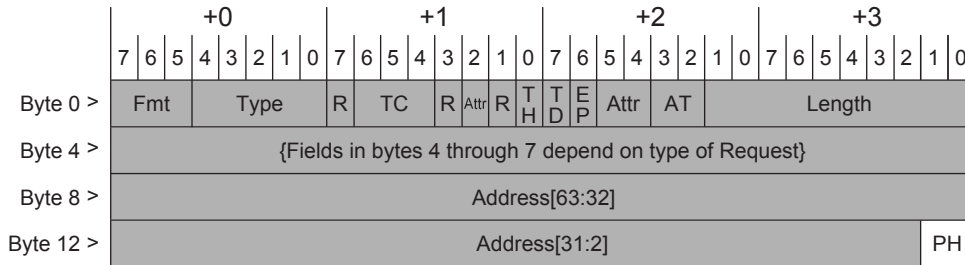 +0 +1 +2 +3
7 6 5 4 3 2 1 0 7 6 5 4 3 2 1 0 7 6 5 4 3 2 1 0 7 6 5 4 3 2 1 0
Byte 0 > Fmt Type R TC R Attr R TH TD EP Attr AT Length
Byte 4 > {Fields in bytes 4 through 7 depend on type of Request}
Byte 8 > Address[63:32]
Byte 12 > Address[31:2] PH